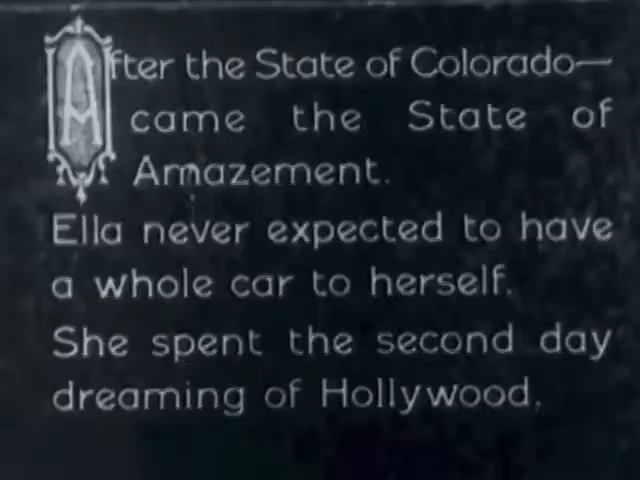 After the State of Colorado—
came the State of
Amazement.
Ella never expected to have
a whole car to herself.
She spent the second day
dreaming of Hollywood.